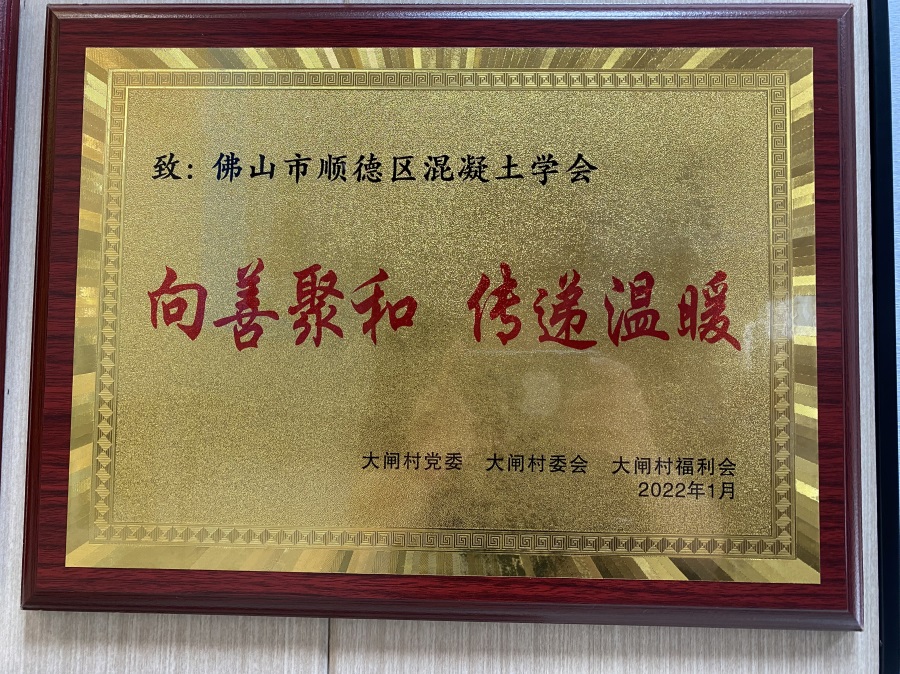 致：佛山市顺德区混凝土学会
向善聚和 传递温暖
大闸村党委 大闸村委会 大闸村福利会
2022年1月